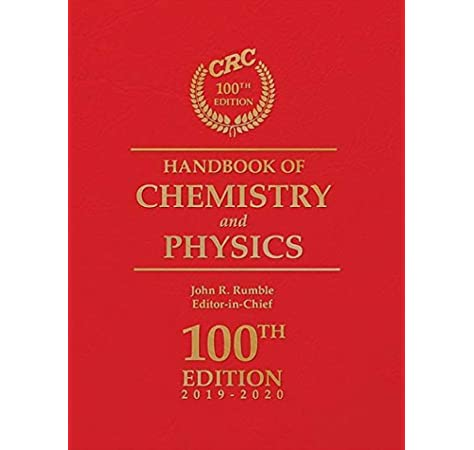 CRC
100TH
EDITION
HANDBOOK OF
CHEMISTRY
and
PHYSICS
John R. Rumble
Editor-in-Chief
100TH
EDITION
2019-2020